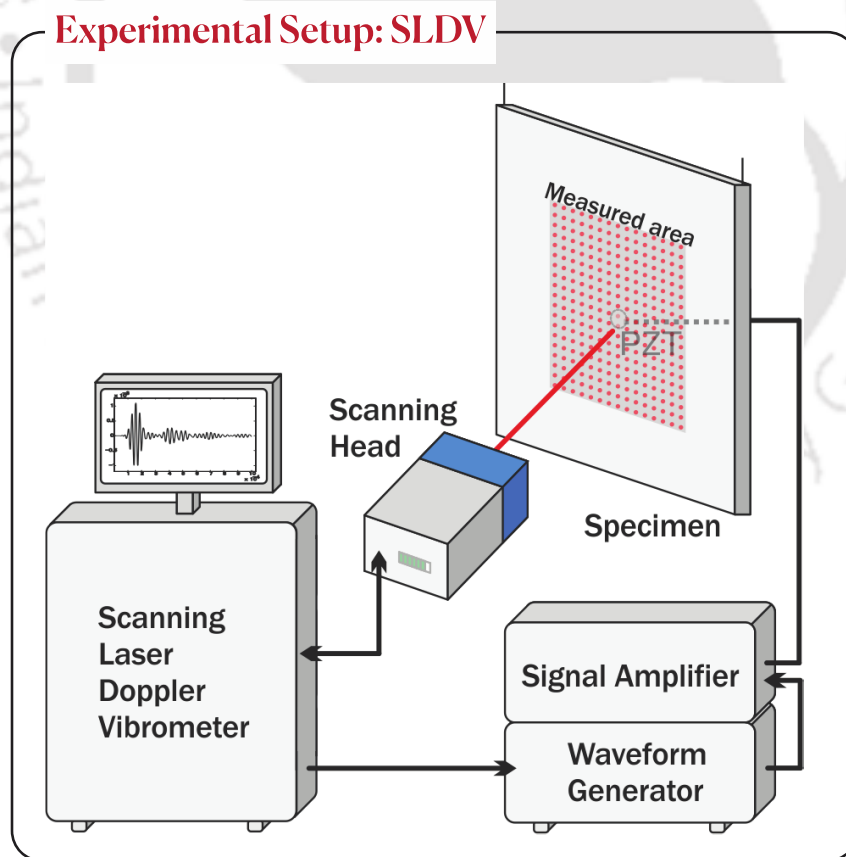 Experimental Setup: SLDV
Measured area
PZT
Scanning
Head
Specimen
Scanning
Laser
Doppler
Vibrometer
Signal Amplifier
Waveform
Generator